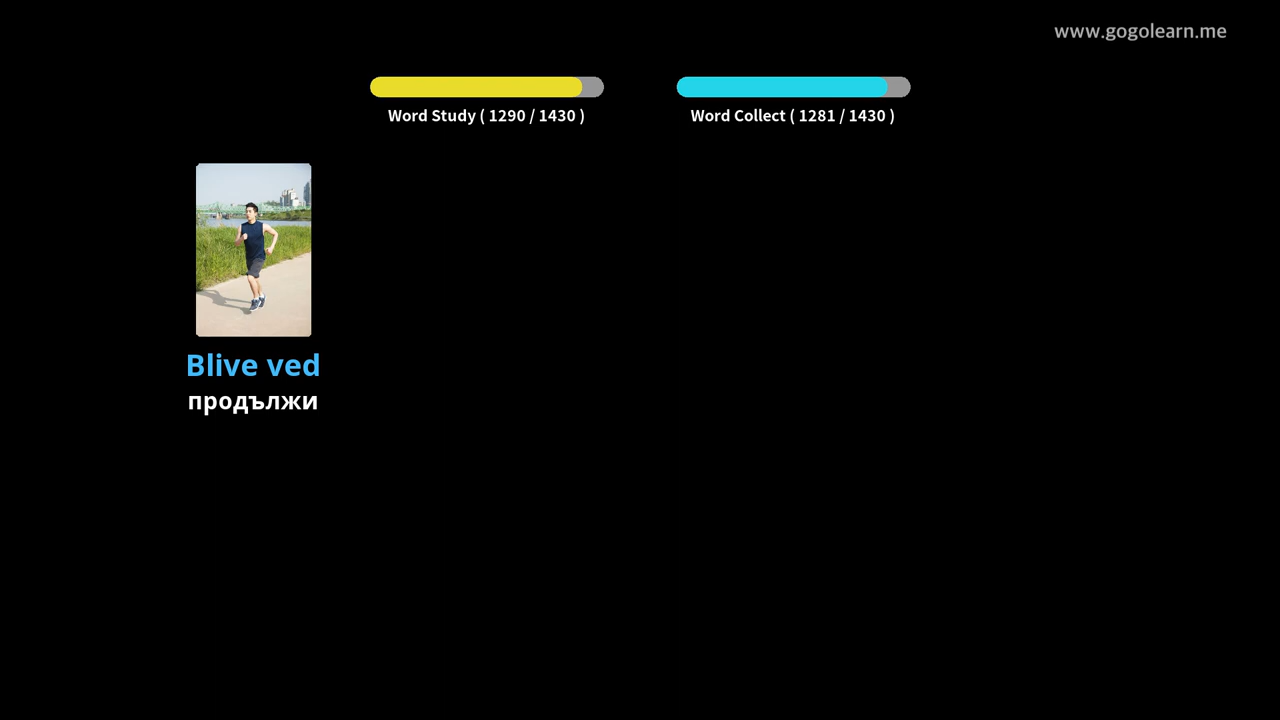 www.gogolearn.me
Word Study ( 1290 / 1430 )
Word Collect ( 1281 / 1430 )
Blive ved
продължи